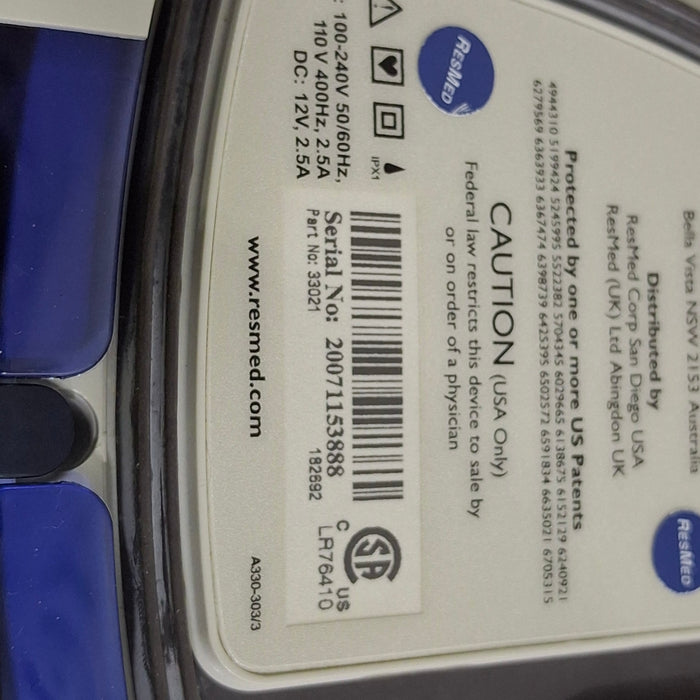 Bella Vista NSW 2153 Australia
Distributed by
ResMed Corp San Diego USA
ResMed (UK) Ltd Abingdon UK
RESMED
Protected by one or more US Patents
4944310 5199424 5245995 5522382 5704345 6029665 6138675 6152129 6240921
6279569 6363933 6367474 6398739 6425395 6502572 6591834 6635021 6705315
RESMED
CAUTION (USA Only)
Federal law restricts this device to sale by
or on order of a physician
IPX1
: 100-240V 50/60Hz,
110V 400Hz, 2.5A
DC: 12V, 2.5A
Serial No: 20071153888
Part No: 33021
182692
SA
C US
LR76410
www.resmed.com
A330-303/3